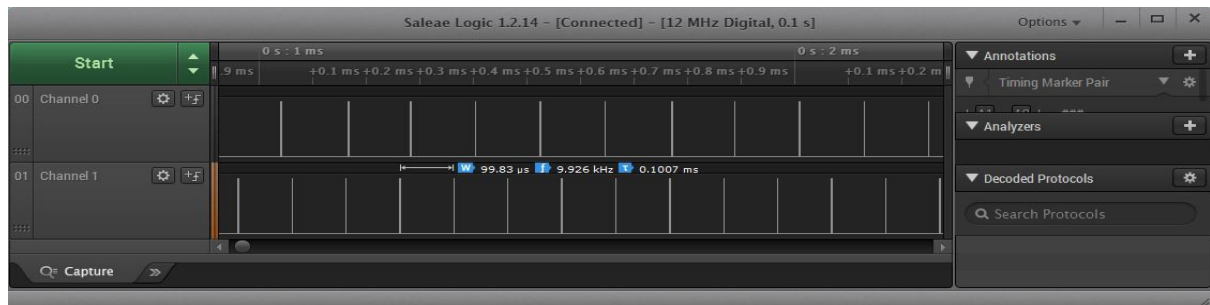 Saleae Logic 1.2.14 - [Connected] - [12 MHz Digital, 0.1 s]
Options
Start
0 s : 1 ms
0 s : 2 ms
.9 ms
+0.1 ms +0.2 ms +0.3 ms +0.4 ms +0.5 ms +0.6 ms +0.7 ms +0.8 ms +0.9 ms
+0.1 ms +0.2 m
Annotations
Timing Marker Pair
00 Channel 0
Analyzers
01 Channel 1
W 99.83 µs f 9.926 kHz T 0.1007 ms
Decoded Protocols
Search Protocols
Capture